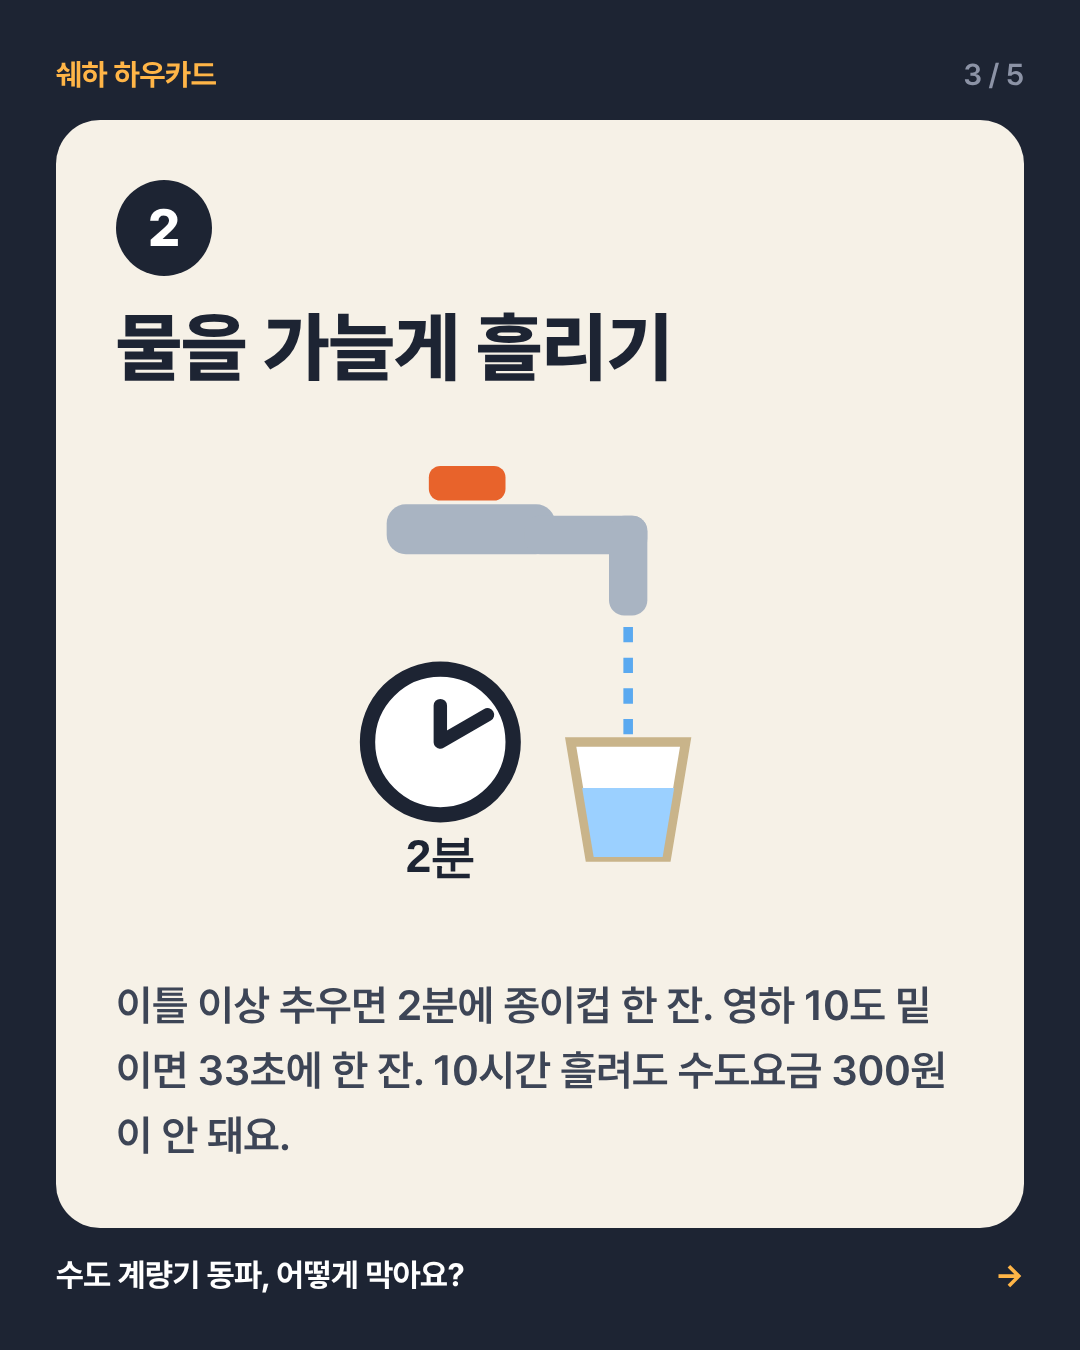 쉐하 하우카드
3 / 5
2
물을 가늘게 흘리기
2분
이틀 이상 추우면 2분에 종이컵 한 잔. 영하 10도 밑
이면 33초에 한 잔. 10시간 흘려도 수도요금 300원
이 안 돼요.
수도 계량기 동파, 어떻게 막아요?
→